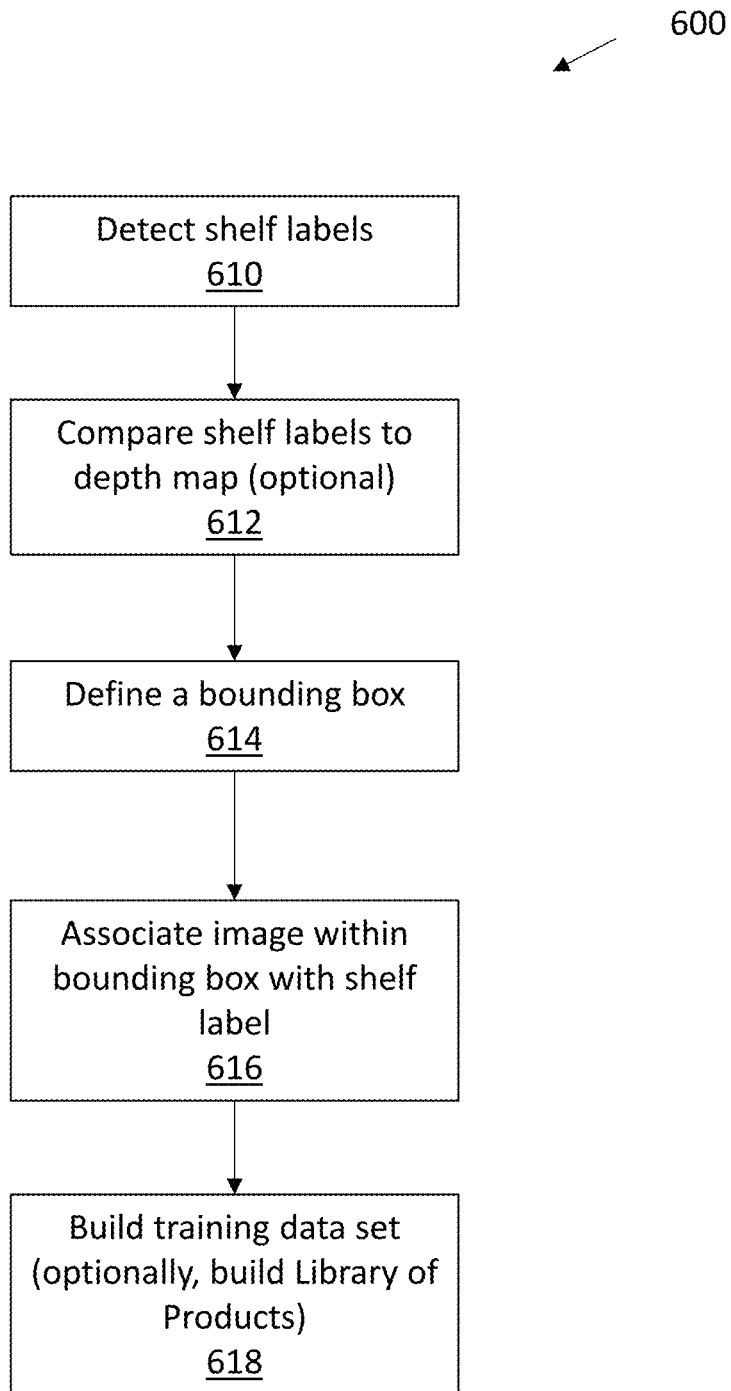 600
Detect shelf labels
610
Compare shelf labels to
depth map (optional)
612
Define a bounding box
614
Associate image within
bounding box with shelf
label
616
Build training data set
(optionally, build Library of
Products)
618